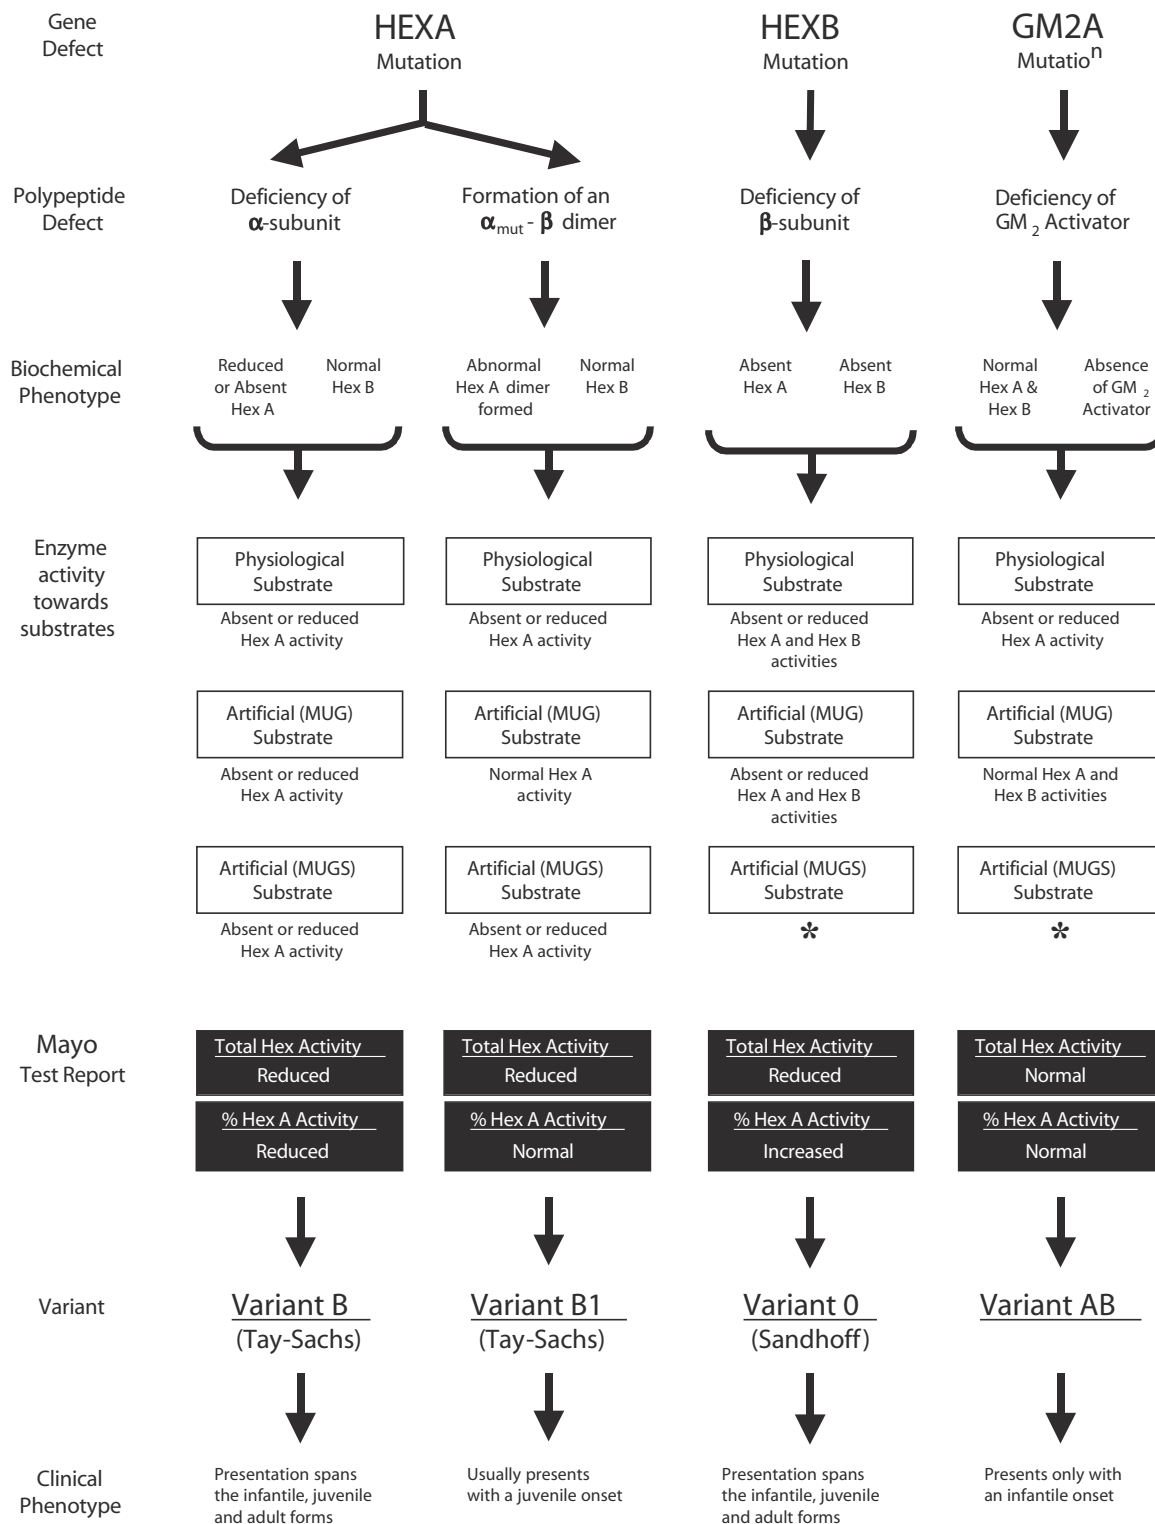 Gene
Defect
HEXA
Mutation
HEXB
Mutation
GM2A
Mutation
Polypeptide
Defect
Deficiency of
α-subunit
Formation of an
αmut - β dimer
Deficiency of
β-subunit
Deficiency of
GM 2 Activator
Biochemical
Phenotype
Reduced
or Absent
Hex A
Normal
Hex B
Abnormal
Hex A dimer
formed
Normal
Hex B
Absent
Hex A
Absent
Hex B
Normal
Hex A &
Hex B
Absence
of GM 2
Activator
Enzyme
activity
towards
substrates
Physiological
Substrate
Absent or reduced
Hex A activity
Physiological
Substrate
Absent or reduced
Hex A activity
Physiological
Substrate
Absent or reduced
Hex A and Hex B
activities
Physiological
Substrate
Absent or reduced
Hex A activity
Artificial (MUG)
Substrate
Absent or reduced
Hex A activity
Artificial (MUG)
Substrate
Normal Hex A
activity
Artificial (MUG)
Substrate
Absent or reduced
Hex A and Hex B
activities
Artificial (MUG)
Substrate
Normal Hex A and
Hex B activities
Artificial (MUGS)
Substrate
Absent or reduced
Hex A activity
Artificial (MUGS)
Substrate
Absent or reduced
Hex A activity
Artificial (MUGS)
Substrate
*
Artificial (MUGS)
Substrate
*
Mayo
Test Report
Total Hex Activity
Reduced
% Hex A Activity
Reduced
Total Hex Activity
Reduced
% Hex A Activity
Normal
Total Hex Activity
Reduced
% Hex A Activity
Increased
Total Hex Activity
Normal
% Hex A Activity
Normal
Variant
Variant B
(Tay-Sachs)
Variant B1
(Tay-Sachs)
Variant 0
(Sandhoff)
Variant AB
Clinical
Phenotype
Presentation spans
the infantile, juvenile
and adult forms
Usually presents
with a juvenile onset
Presentation spans
the infantile, juvenile
and adult forms
Presents only with
an infantile onset